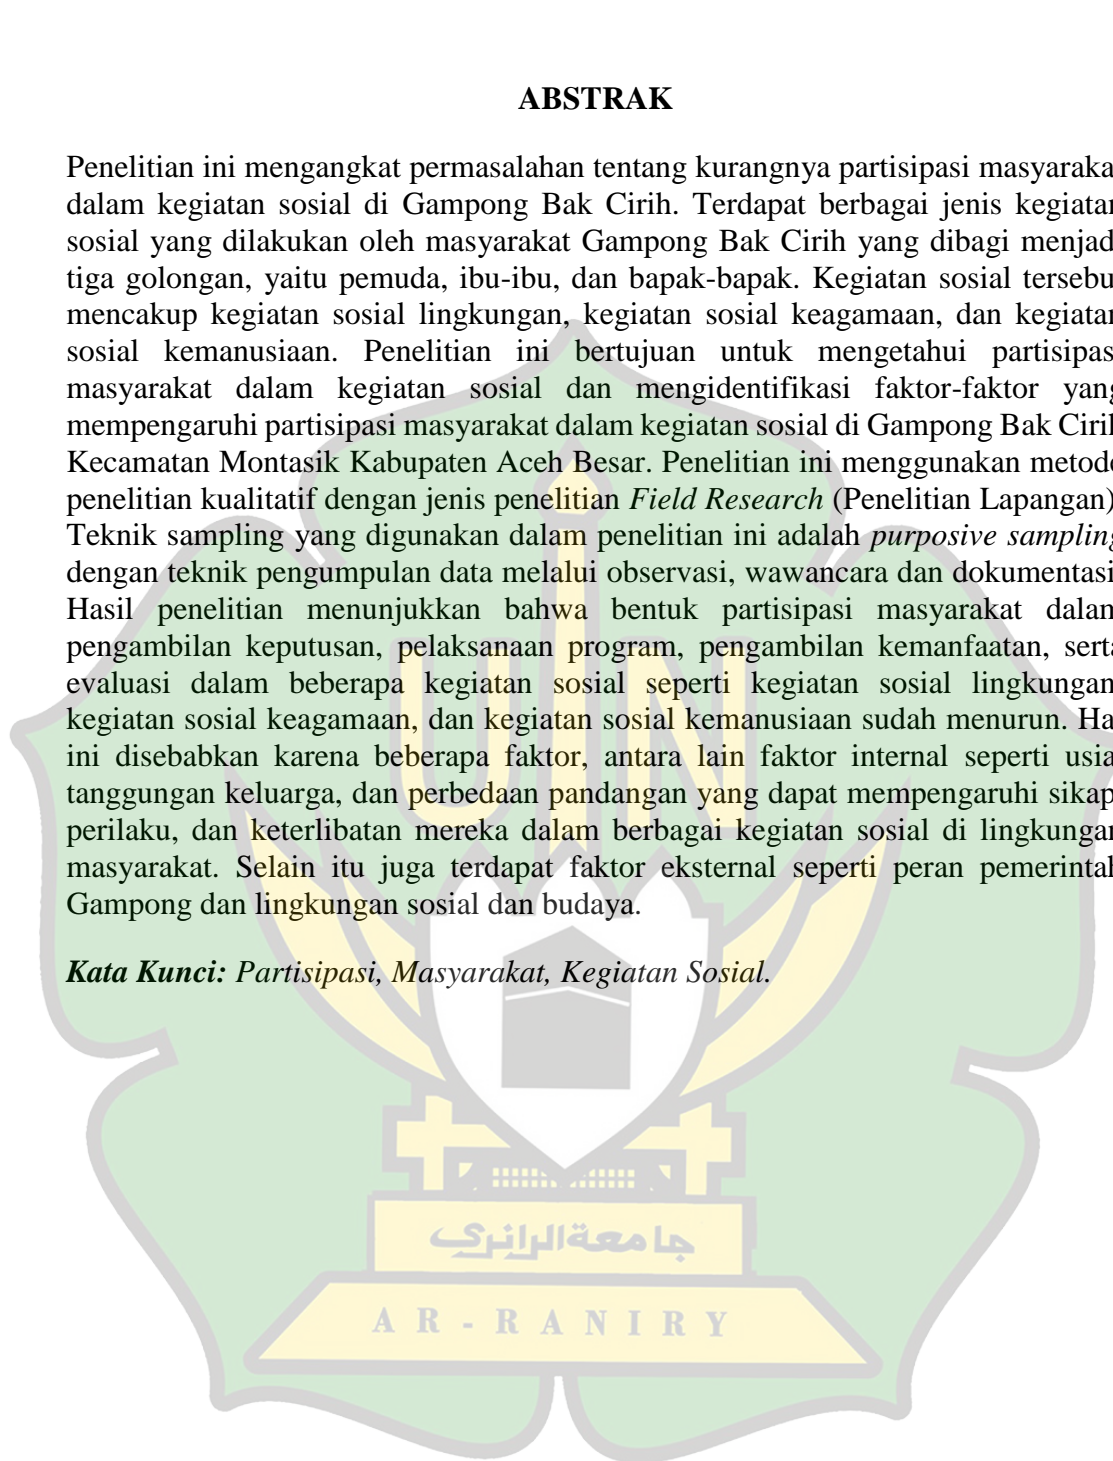 ABSTRAK
Penelitian ini mengangkat permasalahan tentang kurangnya partisipasi masyaraka
dalam kegiatan sosial di Gampong Bak Cirih. Terdapat berbagai jenis kegiatan
sosial yang dilakukan oleh masyarakat Gampong Bak Cirih yang dibagi menjad
tiga golongan, yaitu pemuda, ibu-ibu, dan bapak-bapak. Kegiatan sosial tersebu
mencakup kegiatan sosial lingkungan, kegiatan sosial keagamaan, dan kegiatan
sosial kemanusiaan. Penelitian ini bertujuan untuk mengetahui partisipas
masyarakat dalam kegiatan sosial dan mengidentifikasi faktor-faktor yang
mempengaruhi partisipasi masyarakat dalam kegiatan sosial di Gampong Bak Cirih
Kecamatan Montasik Kabupaten Aceh Besar. Penelitian ini menggunakan metode
penelitian kualitatif dengan jenis penelitian Field Research (Penelitian Lapangan)
Teknik sampling yang digunakan dalam penelitian ini adalah purposive sampling
dengan teknik pengumpulan data melalui observasi, wawancara dan dokumentasi
Hasil penelitian menunjukkan bahwa bentuk partisipasi masyarakat dalam
pengambilan keputusan, pelaksanaan program, pengambilan kemanfaatan, serta
evaluasi dalam beberapa kegiatan sosial seperti kegiatan sosial lingkungan
kegiatan sosial keagamaan, dan kegiatan sosial kemanusiaan sudah menurun. Ha
ini disebabkan karena beberapa faktor, antara lain faktor internal seperti usia
tanggungan keluarga, dan perbedaan pandangan yang dapat mempengaruhi sikap
perilaku, dan keterlibatan mereka dalam berbagai kegiatan sosial di lingkungan
masyarakat. Selain itu juga terdapat faktor eksternal seperti peran pemerintah
Gampong dan lingkungan sosial dan budaya.
Kata Kunci: Partisipasi, Masyarakat, Kegiatan Sosial.
UIN
جامعة الرانري
AR-RANIRY